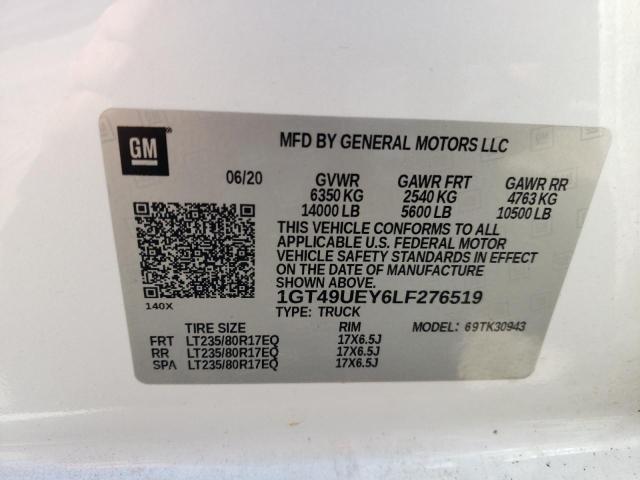 GM
MFD BY GENERAL MOTORS LLC
06/20 GVWR GAWR FRT GAWR RR
6350 KG 2540 KG 4763 KG
14000 LB 5600 LB 10500 LB
THIS VEHICLE CONFORMS TO ALL
APPLICABLE U.S. FEDERAL MOTOR
VEHICLE SAFETY STANDARDS IN EFFECT
ON THE DATE OF MANUFACTURE
SHOWN ABOVE.
1GT49UEY6LF276519
140X TYPE: TRUCK
TIRE SIZE RIM MODEL: 69TK30943
FRT LT235/80R17EQ 17X6.5J
RR LT235/80R17EQ 17X6.5J
SPA LT235/80R17EQ 17X6.5J